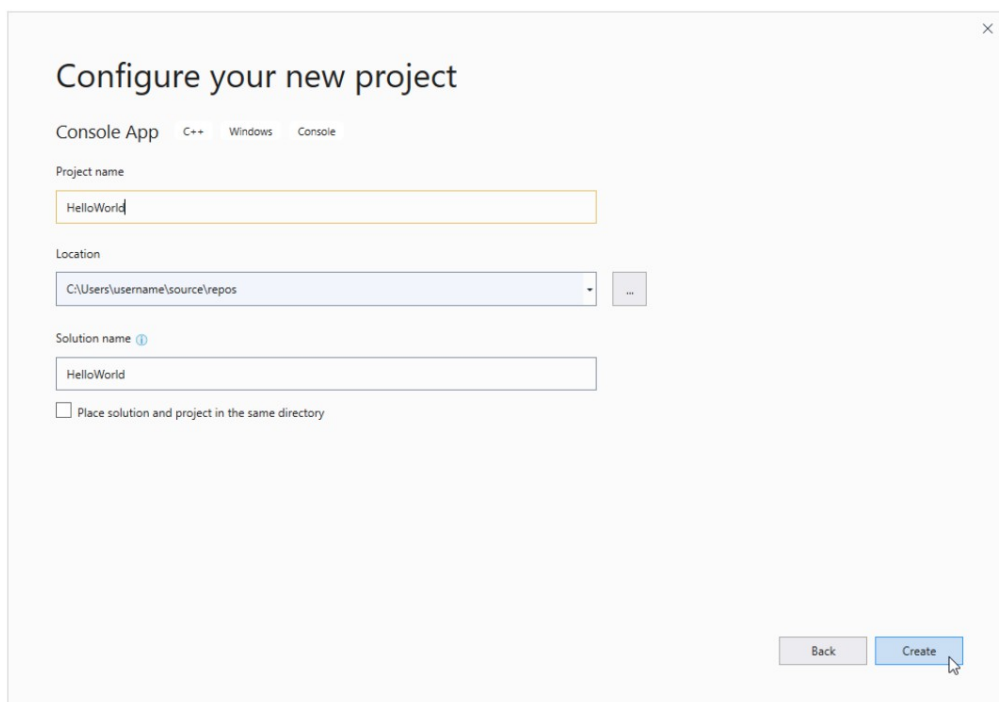 Configure your new project
Console App C++ Windows Console
Project name
HelloWorld
Location
C:\Users\username\source\repos
...
Solution name
HelloWorld
Place solution and project in the same directory
Back Create